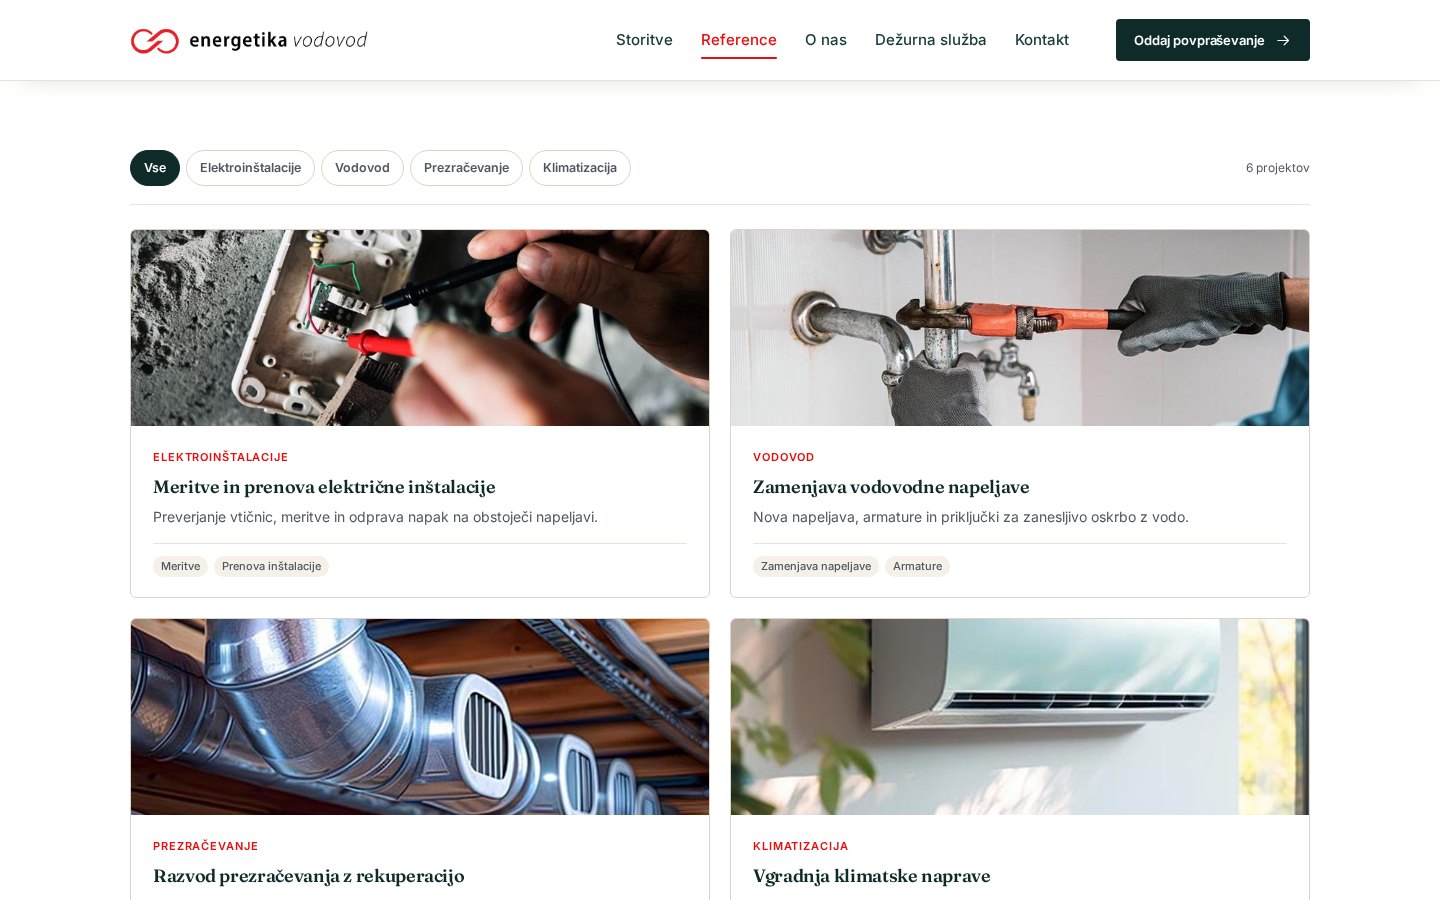 energetika vodovod
Storitve
Reference
O nas
Dežurna služba
Kontakt
Oddaj povpraševanje
Vse
Elektroinštalacije
Vodovod
Prezračevanje
Klimatizacija
6 projektov
ELEKTROINŠTALACIJE
Meritve in prenova električne inštalacije
Preverjanje vtičnic, meritve in odprava napak na obstoječi napeljavi.
Meritve
Prenova inštalacije
VODOVOD
Zamenjava vodovodne napeljave
Nova napeljava, armature in priključki za zanesljivo oskrbo z vodo.
Zamenjava napeljave
Armature
PREZRAČEVANJE
Razvod prezračevanja z rekuperacijo
KLIMATIZACIJA
Vgradnja klimatske naprave